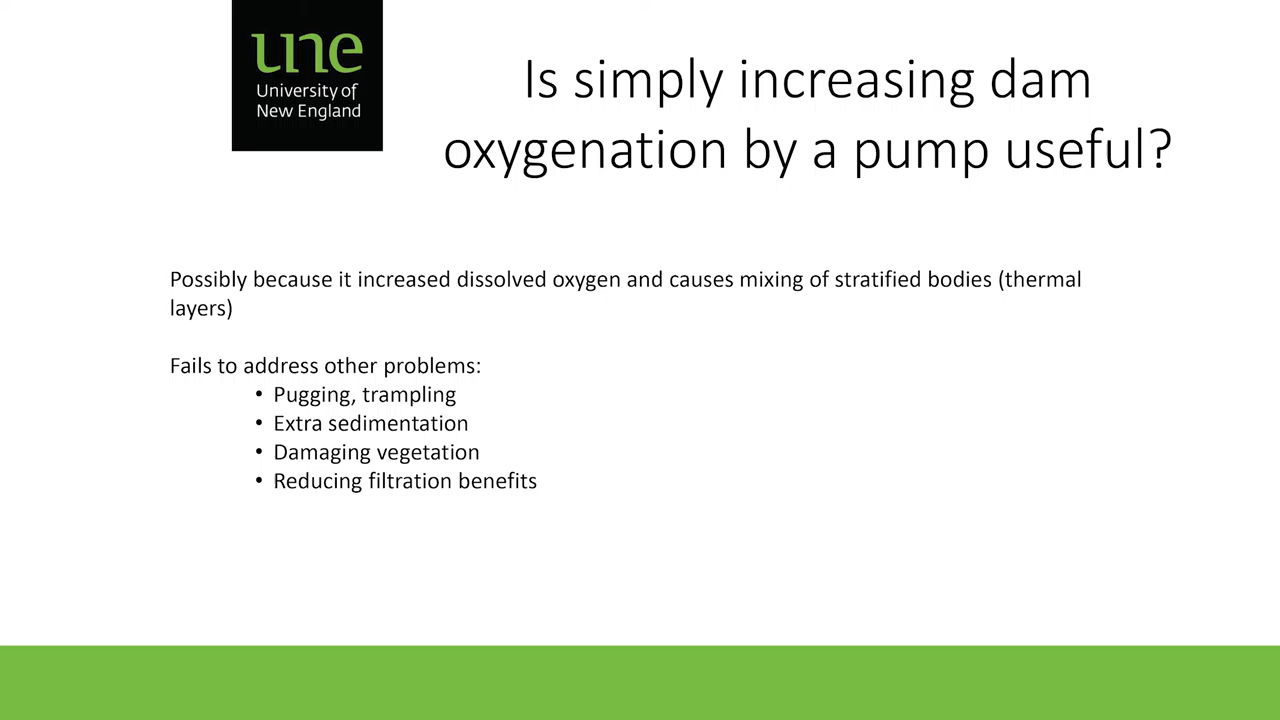 une
University of
New England
Is simply increasing dam
oxygenation by a pump useful?
Possibly because it increased dissolved oxygen and causes mixing of stratified bodies (thermal
layers)
Fails to address other problems:
• Pugging, trampling
• Extra sedimentation
• Damaging vegetation
• Reducing filtration benefits